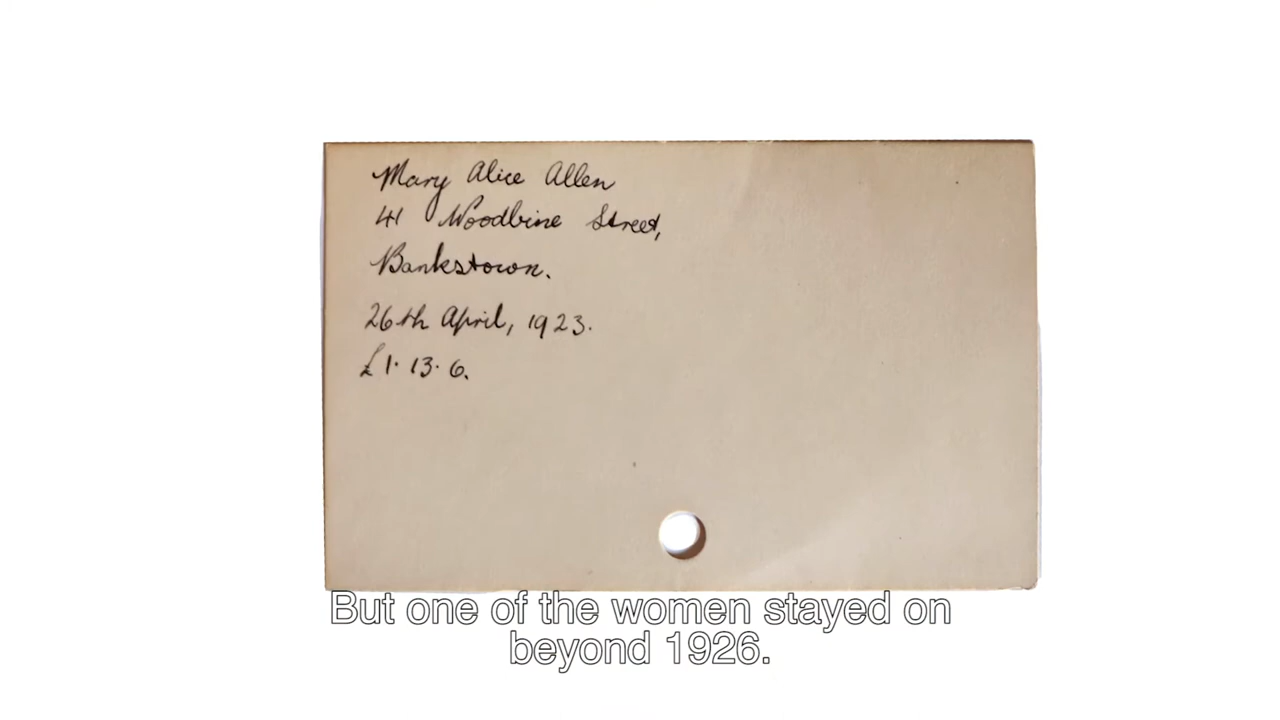 Mary Alice Allen
41 Woodbine Street,
Bankstown.
26th April, 1923.
£1·13·6.
But one of the women stayed on
beyond 1926.